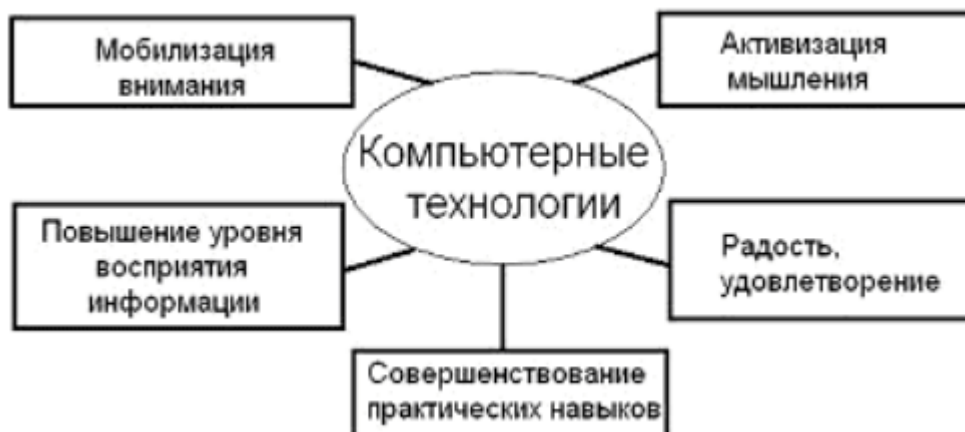 Мобилизация
внимания
Активизация
мышления
Компьютерные
технологии
Повышение уровня
восприятия
информации
Радость,
удовлетворение
Совершенствование
практических навыков